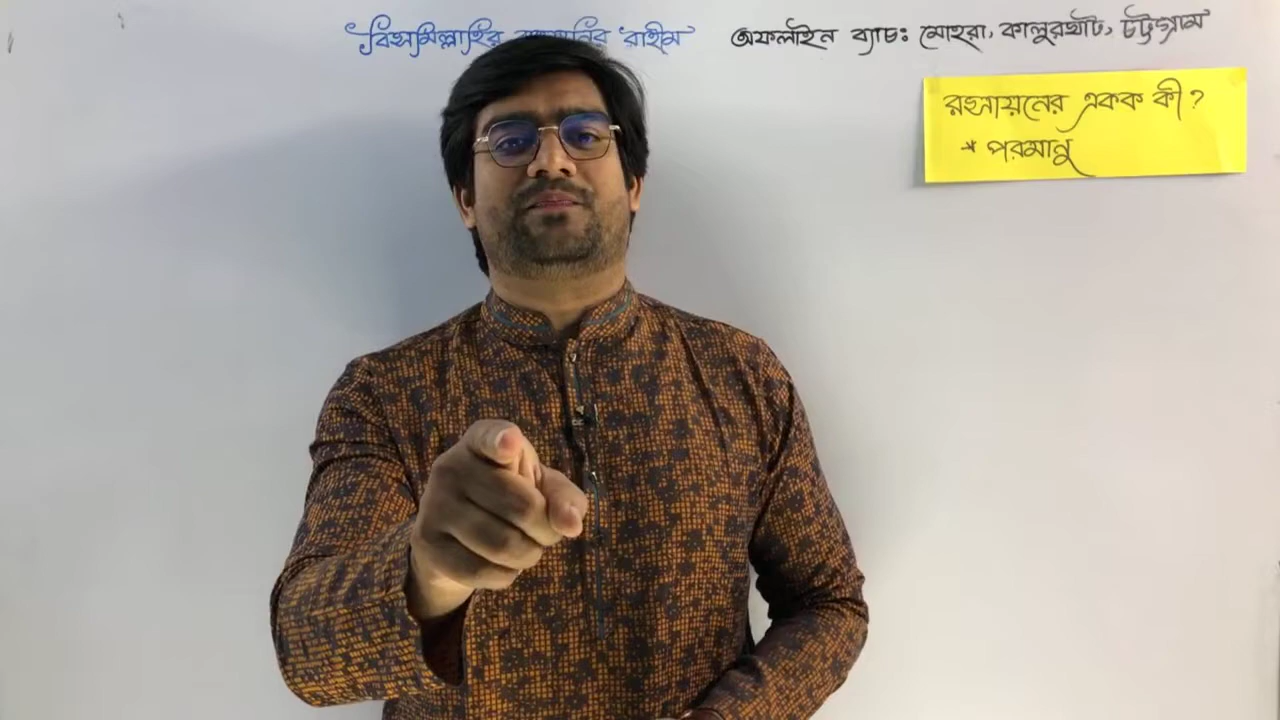 বিসমিল্লাহির রাহীম
অফলাইন ব্যাচঃ মোহরা, কালুরঘাট, চট্টগ্রাম
রসায়নের একক কী?
* পরমানু